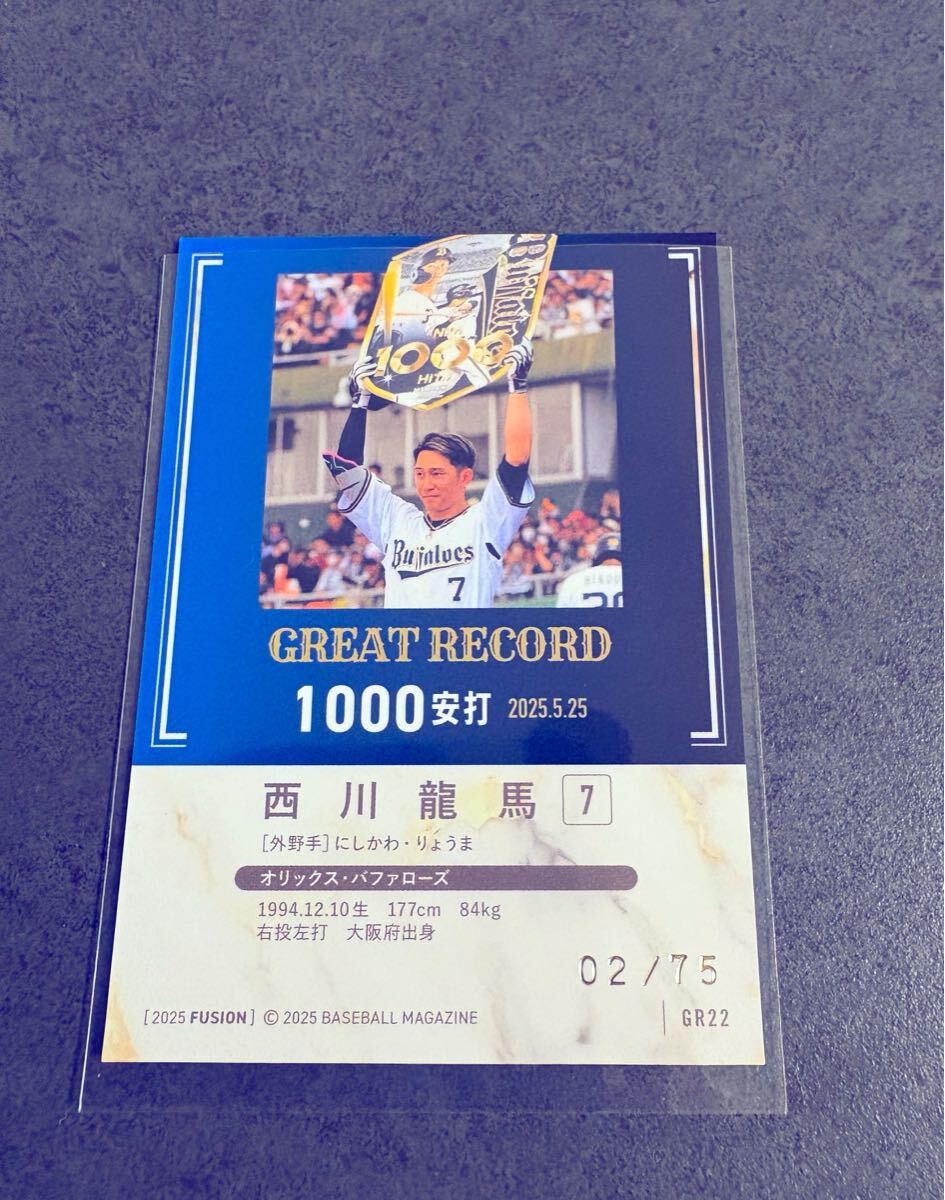 1000
HITS
Buffaloes
7
GREAT RECORD
1000安打 2025.5.25
西川龍馬 7
[外野手]にしかわ・りょうま
オリックス・バファローズ
1994.12.10生 177cm 84kg
右投左打 大阪府出身
02/75
[2025 FUSION] © 2025 BASEBALL MAGAZINE
GR22